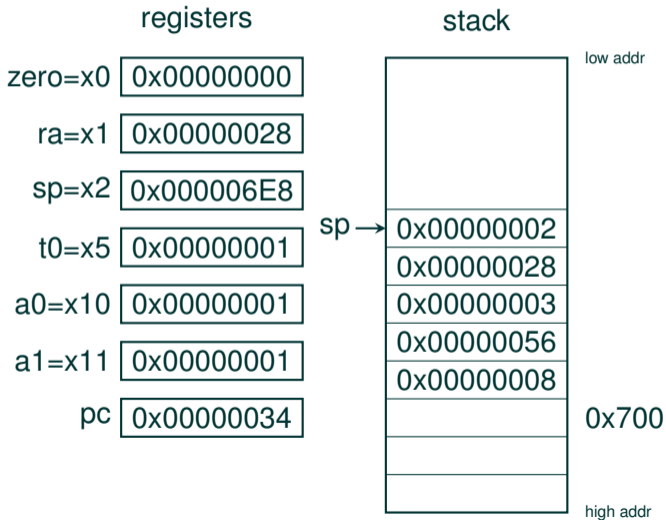 registers
zero=x0 0x00000000
ra=x1 0x00000028
sp=x2 0x000006E8
t0=x5 0x00000001
a0=x10 0x00000001
a1=x11 0x00000001
pc 0x00000034
stack
low addr
sp
0x00000002
0x00000028
0x00000003
0x00000056
0x00000008
0x700
high addr